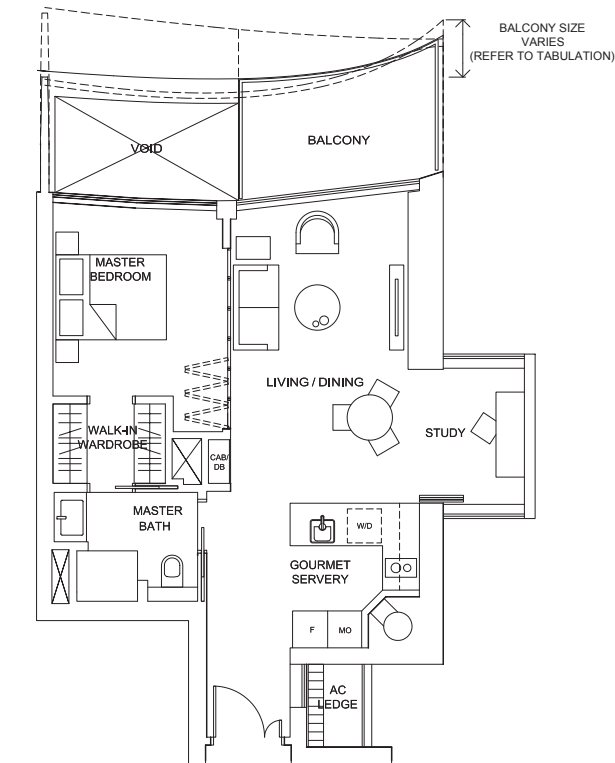 BALCONY SIZE
VARIES
(REFER TO TABULATION)
VOID
BALCONY
MASTER
BEDROOM
LIVING / DINING
WALK-IN
WARDROBE
CAB/
DB
STUDY
MASTER
BATH
W/D
GOURMET
SERVERY
F
MO
AC
LEDGE